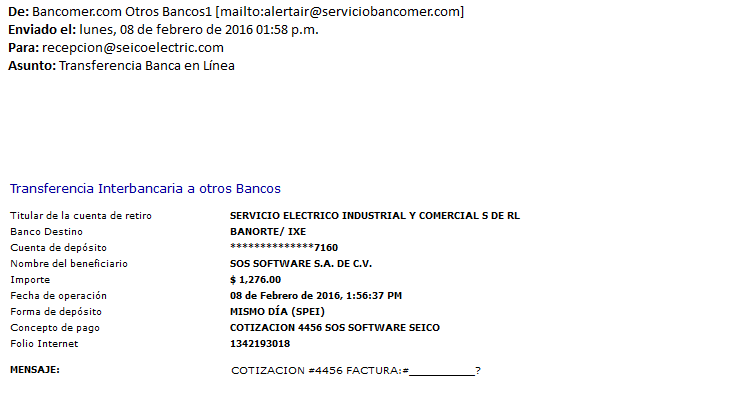 De: Bancomer.com Otros Bancos1 [mailto:alertair@serviciobancomer.com]
Enviado el: lunes, 08 de febrero de 2016 01:58 p.m.
Para: recepcion@seicoelectric.com
Asunto: Transferencia Banca en Línea
Transferencia Interbancaria a otros Bancos
Titular de la cuenta de retiro SERVICIO ELECTRICO INDUSTRIAL Y COMERCIAL S DE RL
Banco Destino BANORTE/ IXE
Cuenta de depósito **************7160
Nombre del beneficiario SOS SOFTWARE S.A. DE C.V.
Importe $ 1,276.00
Fecha de operación 08 de Febrero de 2016, 1:56:37 PM
Forma de depósito MISMO DÍA (SPEI)
Concepto de pago COTIZACION 4456 SOS SOFTWARE SEICO
Folio Internet 1342193018
MENSAJE: COTIZACION #4456 FACTURA:#__________?